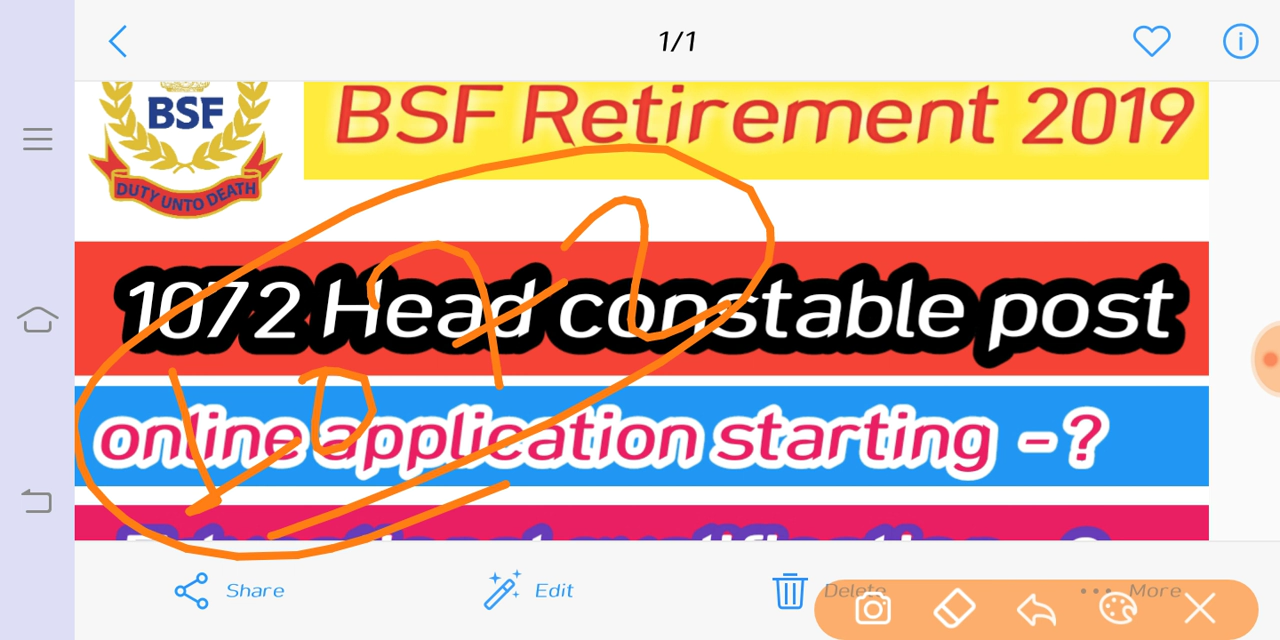 1/1
BSF
DUTY UNTO DEATH
BSF Retirement 2019
1072 Head constable post
online application starting - ?
1072
Share
Edit
Delete
More